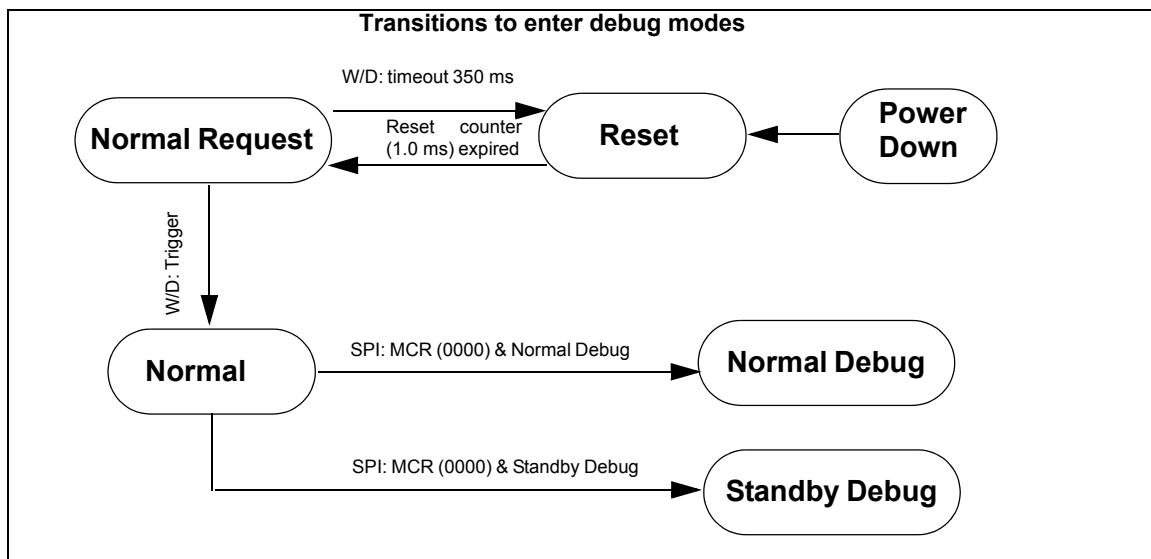 Transitions to enter debug modes
W/D: timeout 350 ms
Normal Request
Reset counter
(1.0 ms) expired
Reset
Power
Down
W/D: Trigger
Normal
SPI: MCR (0000) & Normal Debug
Normal Debug
SPI: MCR (0000) & Standby Debug
Standby Debug